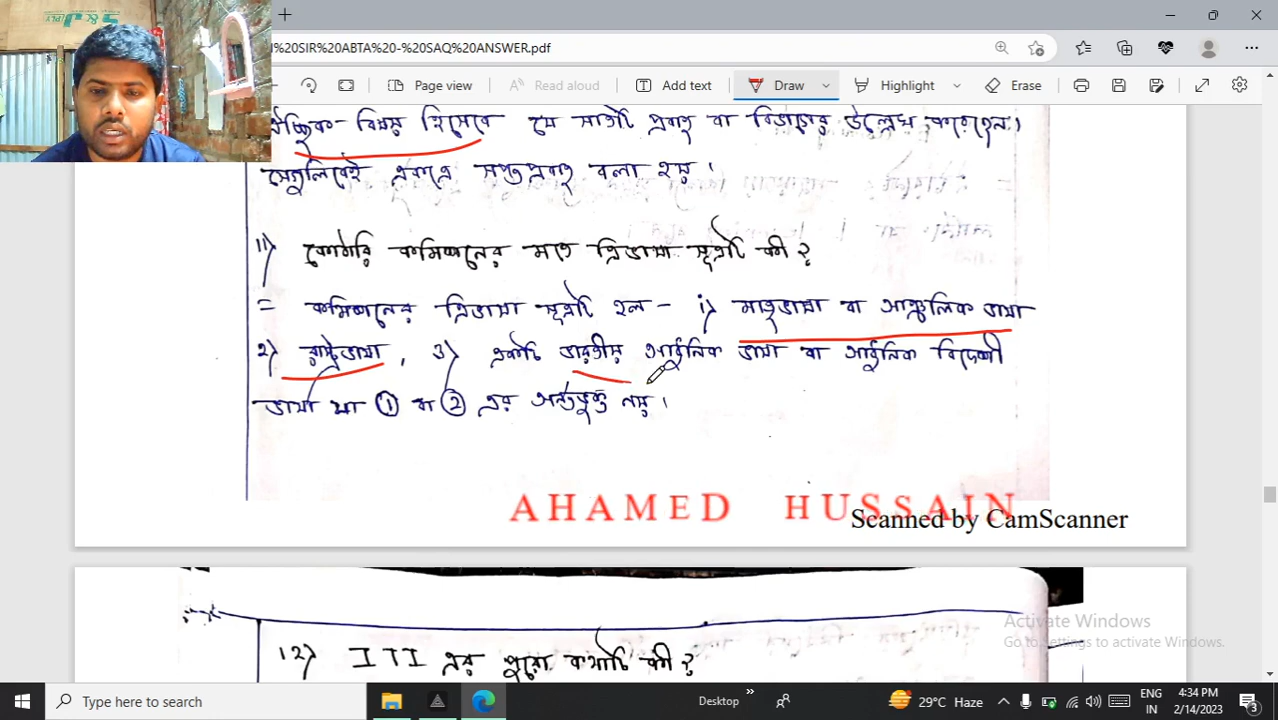 I%20SIR%20ABTA%20-%20SAQ%20ANSWER.pdf
Page view
Read aloud
Add text
Draw
Highlight
Erase
ঐচ্ছিক- বিষয় হিসেবে যে সাতটি প্রবাহ বা বিভাগের উল্লেখ করেছেন।
সেগুলিকেই একত্রে সপ্তপ্রবাহ বলা হয়।
11) কোঠারি কমিশনের মতে ত্রিভাষা সূত্রটি কী?
= কমিশনের ত্রিভাষা সূত্রটি হল - i) মাতৃভাষা বা আঞ্চলিক ভাষা
2) রাষ্ট্রভাষা, 3) একটি ভারতীয় আধুনিক ভাষা বা আধুনিক বিদেশী
ভাষা যা ① বা ② এর অর্ন্তভুক্ত নয়।
AHAMED HUSSAIN
Scanned by CamScanner
12) ITI এর পুরো কথাটি কী?
Activate Windows
Go to Settings to activate Windows.
Type here to search
Desktop
29°C Haze
ENG
IN
4:34 PM
2/14/2023
3